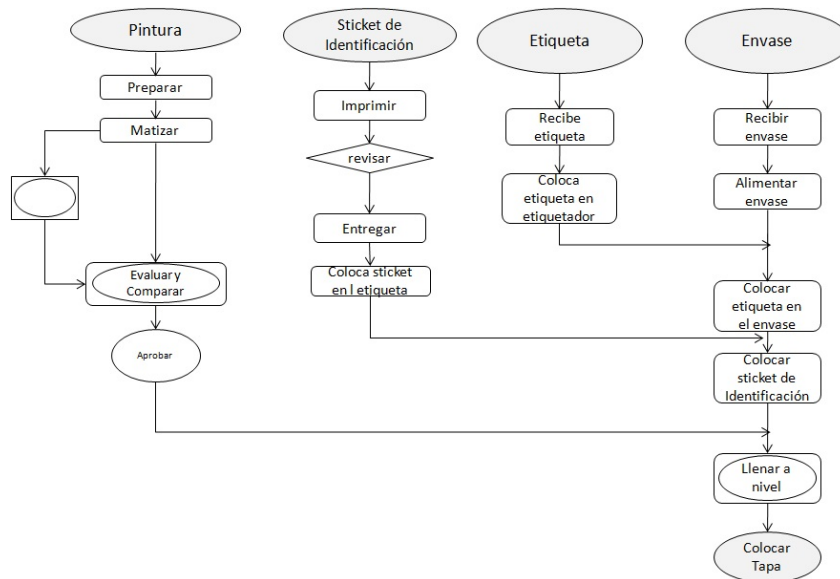 Pintura
Preparar
Matizar
Evaluar y
Comparar
Aprobar
Sticket de
Identificación
Imprimir
revisar
Entregar
Coloca sticket
en l etiqueta
Etiqueta
Recibe
etiqueta
Coloca
etiqueta en
etiquetador
Envase
Recibir
envase
Alimentar
envase
Colocar
etiqueta en
el envase
Colocar
sticket de
Identificación
Llenar a
nivel
Colocar
Tapa